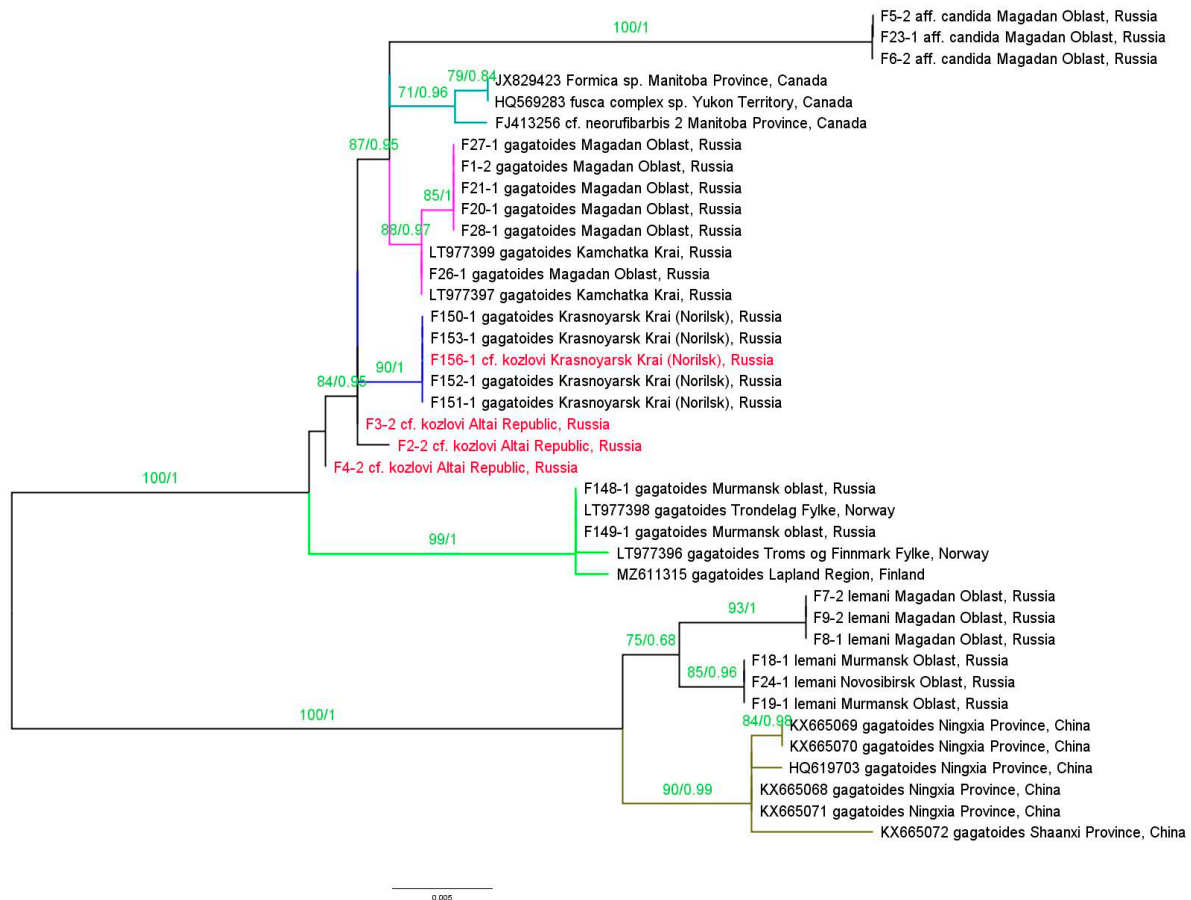 100/1
F5-2 aff. candida Magadan Oblast, Russia
F23-1 aff. candida Magadan Oblast, Russia
F6-2 aff. candida Magadan Oblast, Russia
79/0.84
JX829423 Formica sp. Manitoba Province, Canada
71/0.96
HQ569283 fusca complex sp. Yukon Territory, Canada
FJ413256 cf. neorufibarbis 2 Manitoba Province, Canada
87/0.95
F27-1 gagatoides Magadan Oblast, Russia
F1-2 gagatoides Magadan Oblast, Russia
F21-1 gagatoides Magadan Oblast, Russia
85/1
F20-1 gagatoides Magadan Oblast, Russia
88/0.97
F28-1 gagatoides Magadan Oblast, Russia
LT977399 gagatoides Kamchatka Krai, Russia
F26-1 gagatoides Magadan Oblast, Russia
LT977397 gagatoides Kamchatka Krai, Russia
F150-1 gagatoides Krasnoyarsk Krai (Norilsk), Russia
F153-1 gagatoides Krasnoyarsk Krai (Norilsk), Russia
F156-1 cf. kozlovi Krasnoyarsk Krai (Norilsk), Russia
90/1
84/0.95
F152-1 gagatoides Krasnoyarsk Krai (Norilsk), Russia
F151-1 gagatoides Krasnoyarsk Krai (Norilsk), Russia
F3-2 cf. kozlovi Altai Republic, Russia
F2-2 cf. kozlovi Altai Republic, Russia
F4-2 cf. kozlovi Altai Republic, Russia
100/1
F148-1 gagatoides Murmansk oblast, Russia
LT977398 gagatoides Trondelag Fylke, Norway
F149-1 gagatoides Murmansk oblast, Russia
99/1
LT977396 gagatoides Troms og Finnmark Fylke, Norway
MZ611315 gagatoides Lapland Region, Finland
F7-2 lemani Magadan Oblast, Russia
93/1
F9-2 lemani Magadan Oblast, Russia
F8-1 lemani Magadan Oblast, Russia
75/0.68
F18-1 lemani Murmansk Oblast, Russia
85/0.96
F24-1 lemani Novosibirsk Oblast, Russia
F19-1 lemani Murmansk Oblast, Russia
100/1
84/0.98
KX665069 gagatoides Ningxia Province, China
KX665070 gagatoides Ningxia Province, China
HQ619703 gagatoides Ningxia Province, China
90/0.99
KX665068 gagatoides Ningxia Province, China
KX665071 gagatoides Ningxia Province, China
KX665072 gagatoides Shaanxi Province, China
0.005